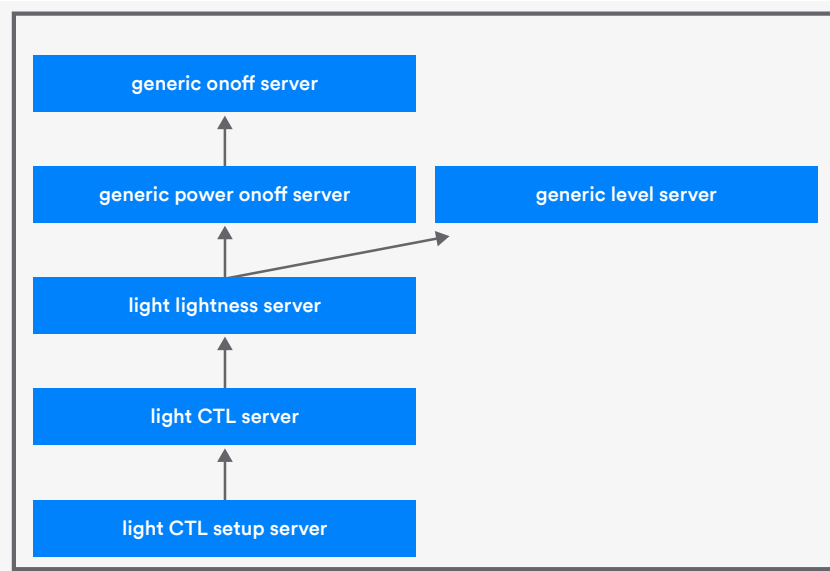 generic onoff server
generic power onoff server
generic level server
light lightness server
light CTL server
light CTL setup server